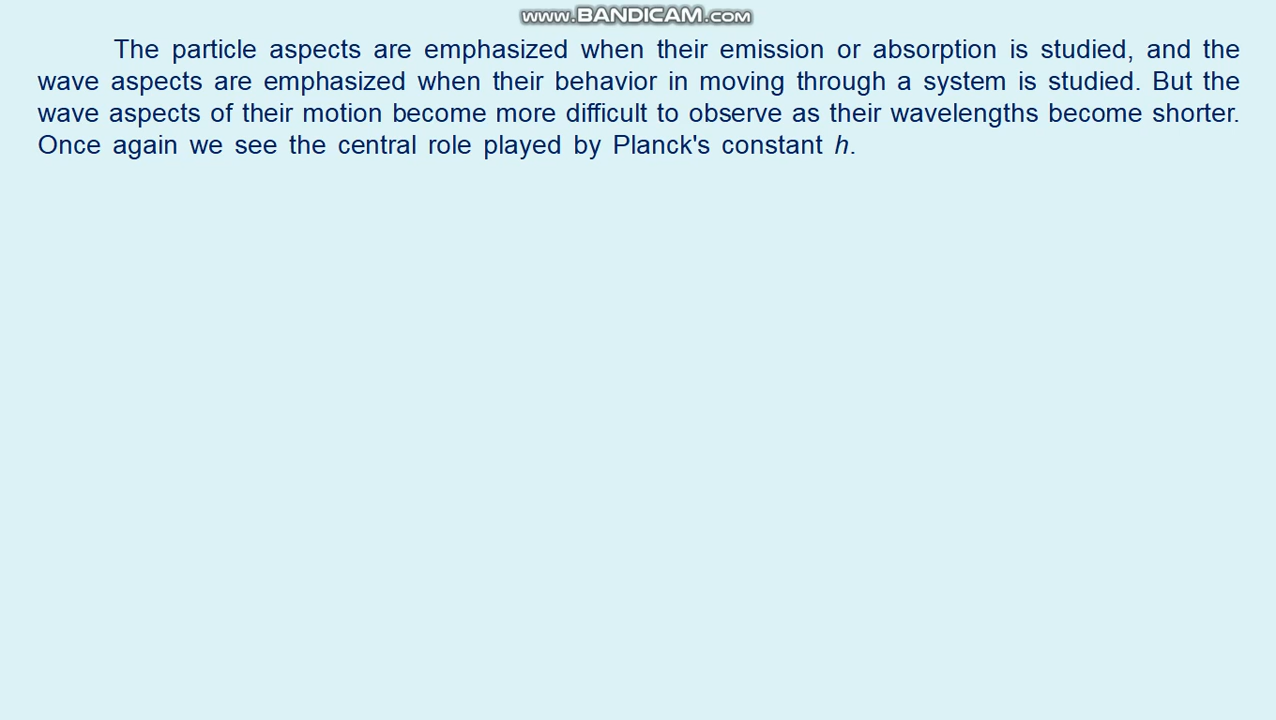 www.BANDICAM.com
The particle aspects are emphasized when their emission or absorption is studied, and the
wave aspects are emphasized when their behavior in moving through a system is studied. But the
wave aspects of their motion become more difficult to observe as their wavelengths become shorter.
Once again we see the central role played by Planck's constant h.